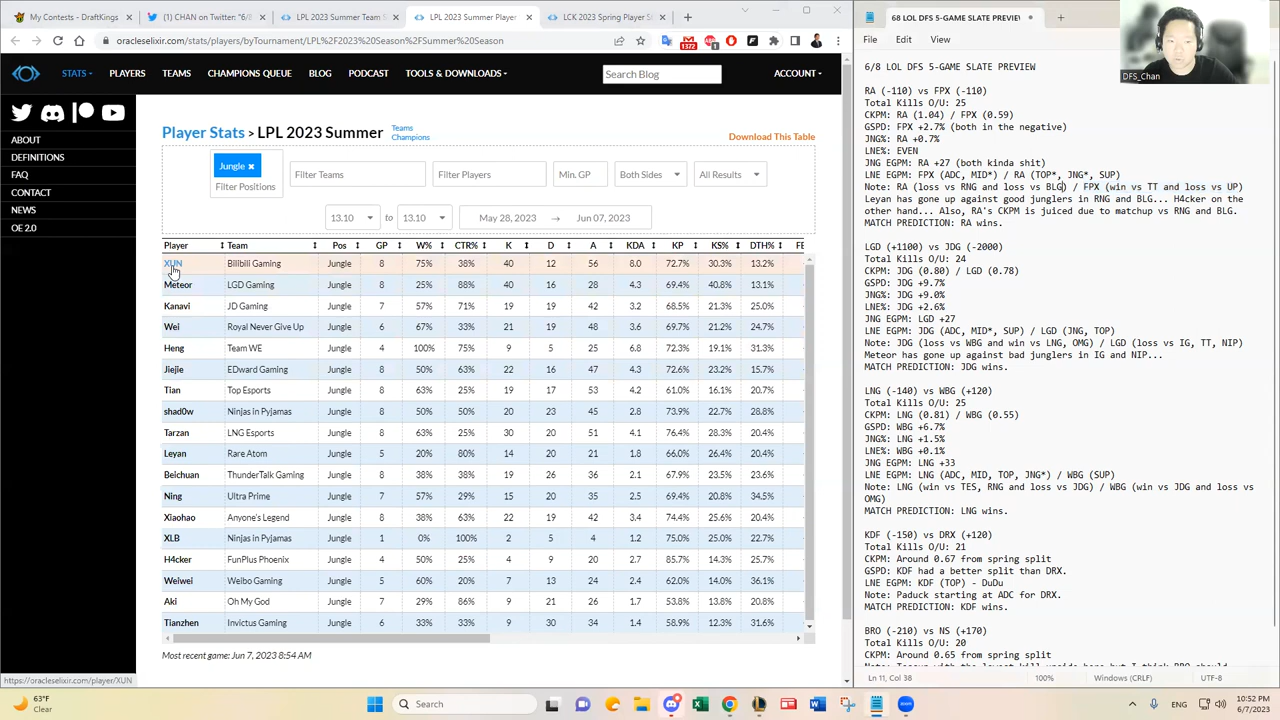 My Contests - DraftKings
(1) CHAN on Twitter: "6/8
LPL 2023 Summer Team S
LPL 2023 Summer Player
LCK 2023 Spring Player S
68 LOL DFS 5-GAME SLATE PREVIEW
oracleselixir.com/stats/players/byTournament/LPL%2F2023%20Season%2FSummer%20Season
1372
File Edit View
DFS_Chan
STATS
PLAYERS
TEAMS
CHAMPIONS QUEUE
BLOG
PODCAST
TOOLS & DOWNLOADS
Search Blog
ACCOUNT
ABOUT
DEFINITIONS
FAQ
CONTACT
NEWS
OE 2.0
Player Stats > LPL 2023 Summer
Teams
Champions
Download This Table
Jungle ×
Filter Positions
Filter Teams
Filter Players
Min. GP
Both Sides
All Results
13.10 to 13.10
May 28, 2023 → Jun 07, 2023
Player Team Pos GP W% CTR% K D A KDA KP KS% DTH% FE
XUN Bilibili Gaming Jungle 8 75% 38% 40 12 56 8.0 72.7% 30.3% 13.2%
Meteor LGD Gaming Jungle 8 25% 88% 40 16 28 4.3 69.4% 40.8% 13.1%
Kanavi JD Gaming Jungle 7 57% 71% 19 19 42 3.2 68.5% 21.3% 25.0%
Wei Royal Never Give Up Jungle 6 67% 33% 21 19 48 3.6 69.7% 21.2% 24.7%
Heng Team WE Jungle 4 100% 75% 9 5 25 6.8 72.3% 19.1% 31.3%
Jiejie EDward Gaming Jungle 8 50% 63% 22 16 47 4.3 72.6% 23.2% 15.7%
Tian Top Esports Jungle 8 63% 25% 19 17 53 4.2 61.0% 16.1% 20.7%
shad0w Ninjas in Pyjamas Jungle 8 50% 50% 20 23 45 2.8 73.9% 22.7% 28.8%
Tarzan LNG Esports Jungle 8 63% 25% 30 20 51 4.1 76.4% 28.3% 20.4%
Leyan Rare Atom Jungle 5 20% 80% 14 20 21 1.8 66.0% 26.4% 20.4%
Beichuan ThunderTalk Gaming Jungle 8 38% 38% 19 26 36 2.1 67.9% 23.5% 23.6%
Ning Ultra Prime Jungle 7 57% 29% 15 20 35 2.5 69.4% 20.8% 34.5%
Xiaohao Anyone's Legend Jungle 8 38% 63% 22 19 42 3.4 74.4% 25.6% 20.4%
XLB Ninjas in Pyjamas Jungle 1 0% 100% 2 5 4 1.2 75.0% 25.0% 22.7%
H4cker FunPlus Phoenix Jungle 4 50% 25% 4 9 20 2.7 85.7% 14.3% 25.7%
Weiwei Weibo Gaming Jungle 5 60% 20% 7 13 24 2.4 62.0% 14.0% 36.1%
Aki Oh My God Jungle 7 29% 86% 9 21 26 1.7 53.8% 13.8% 20.8%
Tianzhen Invictus Gaming Jungle 6 33% 33% 9 30 34 1.4 58.9% 12.3% 31.6%
Most recent game: Jun 7, 2023 8:54 AM
https://oracleselixir.com/player/XUN
6/8 LOL DFS 5-GAME SLATE PREVIEW
RA (-110) vs FPX (-110)
Total Kills O/U: 25
CKPM: RA (1.04) / FPX (0.59)
GSPD: FPX +2.7% (both in the negative)
JNG%: RA +0.7%
LNE%: EVEN
JNG EGPM: RA +27 (both kinda shit)
LNE EGPM: FPX (ADC, MID*) / RA (TOP*, JNG*, SUP)
Note: RA (loss vs RNG and loss vs BLG) / FPX (win vs TT and loss vs UP)
Leyan has gone up against good junglers in RNG and BLG... H4cker on the
other hand... Also, RA's CKPM is juiced due to matchup vs RNG and BLG.
MATCH PREDICTION: RA wins.
LGD (+1100) vs JDG (-2000)
Total Kills O/U: 24
CKPM: JDG (0.80) / LGD (0.78)
GSPD: JDG +9.7%
JNG%: JDG +9.0%
LNE%: JDG +2.6%
JNG EGPM: LGD +27
LNE EGPM: JDG (ADC, MID*, SUP) / LGD (JNG, TOP)
Note: JDG (loss vs WBG and win vs LNG, OMG) / LGD (loss vs IG, TT, NIP)
Meteor has gone up against bad junglers in IG and NIP...
MATCH PREDICTION: JDG wins.
LNG (-140) vs WBG (+120)
Total Kills O/U: 25
CKPM: LNG (0.81) / WBG (0.55)
GSPD: WBG +6.7%
JNG%: LNG +1.5%
LNE%: WBG +0.1%
JNG EGPM: LNG +33
LNE EGPM: LNG (ADC, MID, TOP, JNG*) / WBG (SUP)
Note: LNG (win vs TES, RNG and loss vs JDG) / WBG (win vs JDG and loss vs
OMG)
MATCH PREDICTION: LNG wins.
KDF (-150) vs DRX (+120)
Total Kills O/U: 21
CKPM: Around 0.67 from spring split
GSPD: KDF had a better split than DRX.
LNE EGPM: KDF (TOP) - DuDu
Note: Paduck starting at ADC for DRX.
MATCH PREDICTION: KDF wins.
BRO (-210) vs NS (+170)
Total Kills O/U: 20
CKPM: Around 0.65 from spring split
Ln 11, Col 38
100%
Windows (CRLF)
UTF-8
63°F
Clear
Search
10:52 PM
6/7/2023